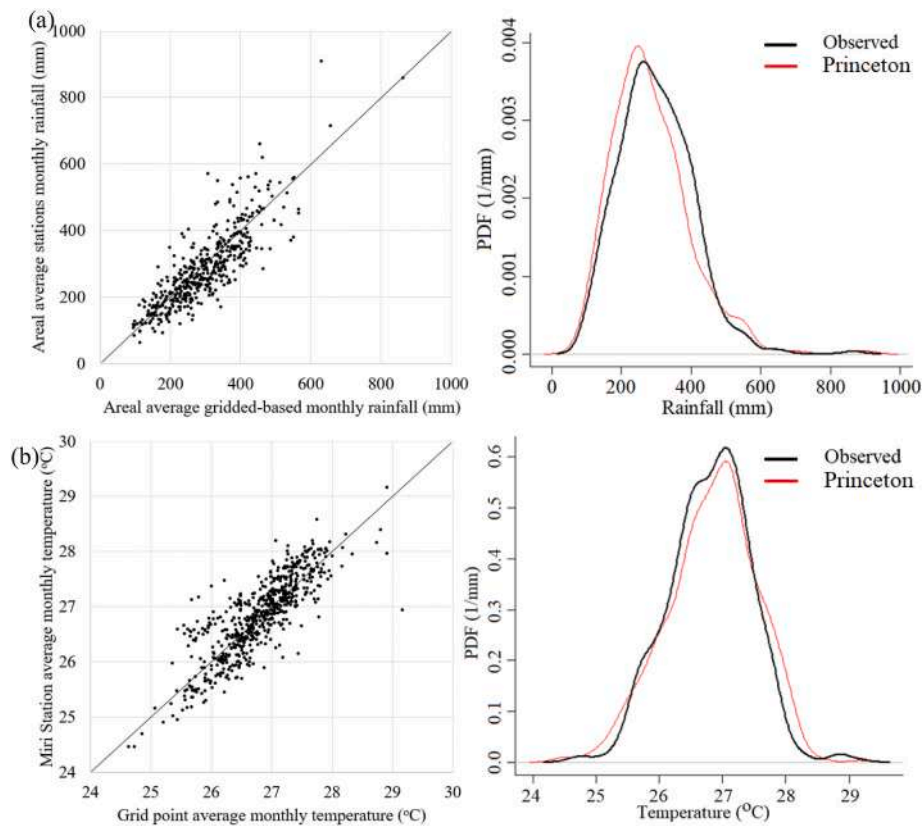 (a)
1000
800
600
400
200
0
Areal average stations monthly rainfall (mm)
0 200 400 600 800 1000
Areal average gridded-based monthly rainfall (mm)
0.004
0.003
0.002
0.001
0.000
PDF (1/mm)
Observed
Princeton
0 200 400 600 800 1000
Rainfall (mm)
(b)
30
29
28
27
26
25
24
Miri Station average monthly temperature (°C)
24 25 26 27 28 29 30
Grid point average monthly temperature (°C)
0.6
0.5
0.4
0.3
0.2
0.1
0.0
PDF (1/mm)
Observed
Princeton
24 25 26 27 28 29
Temperature (°C)